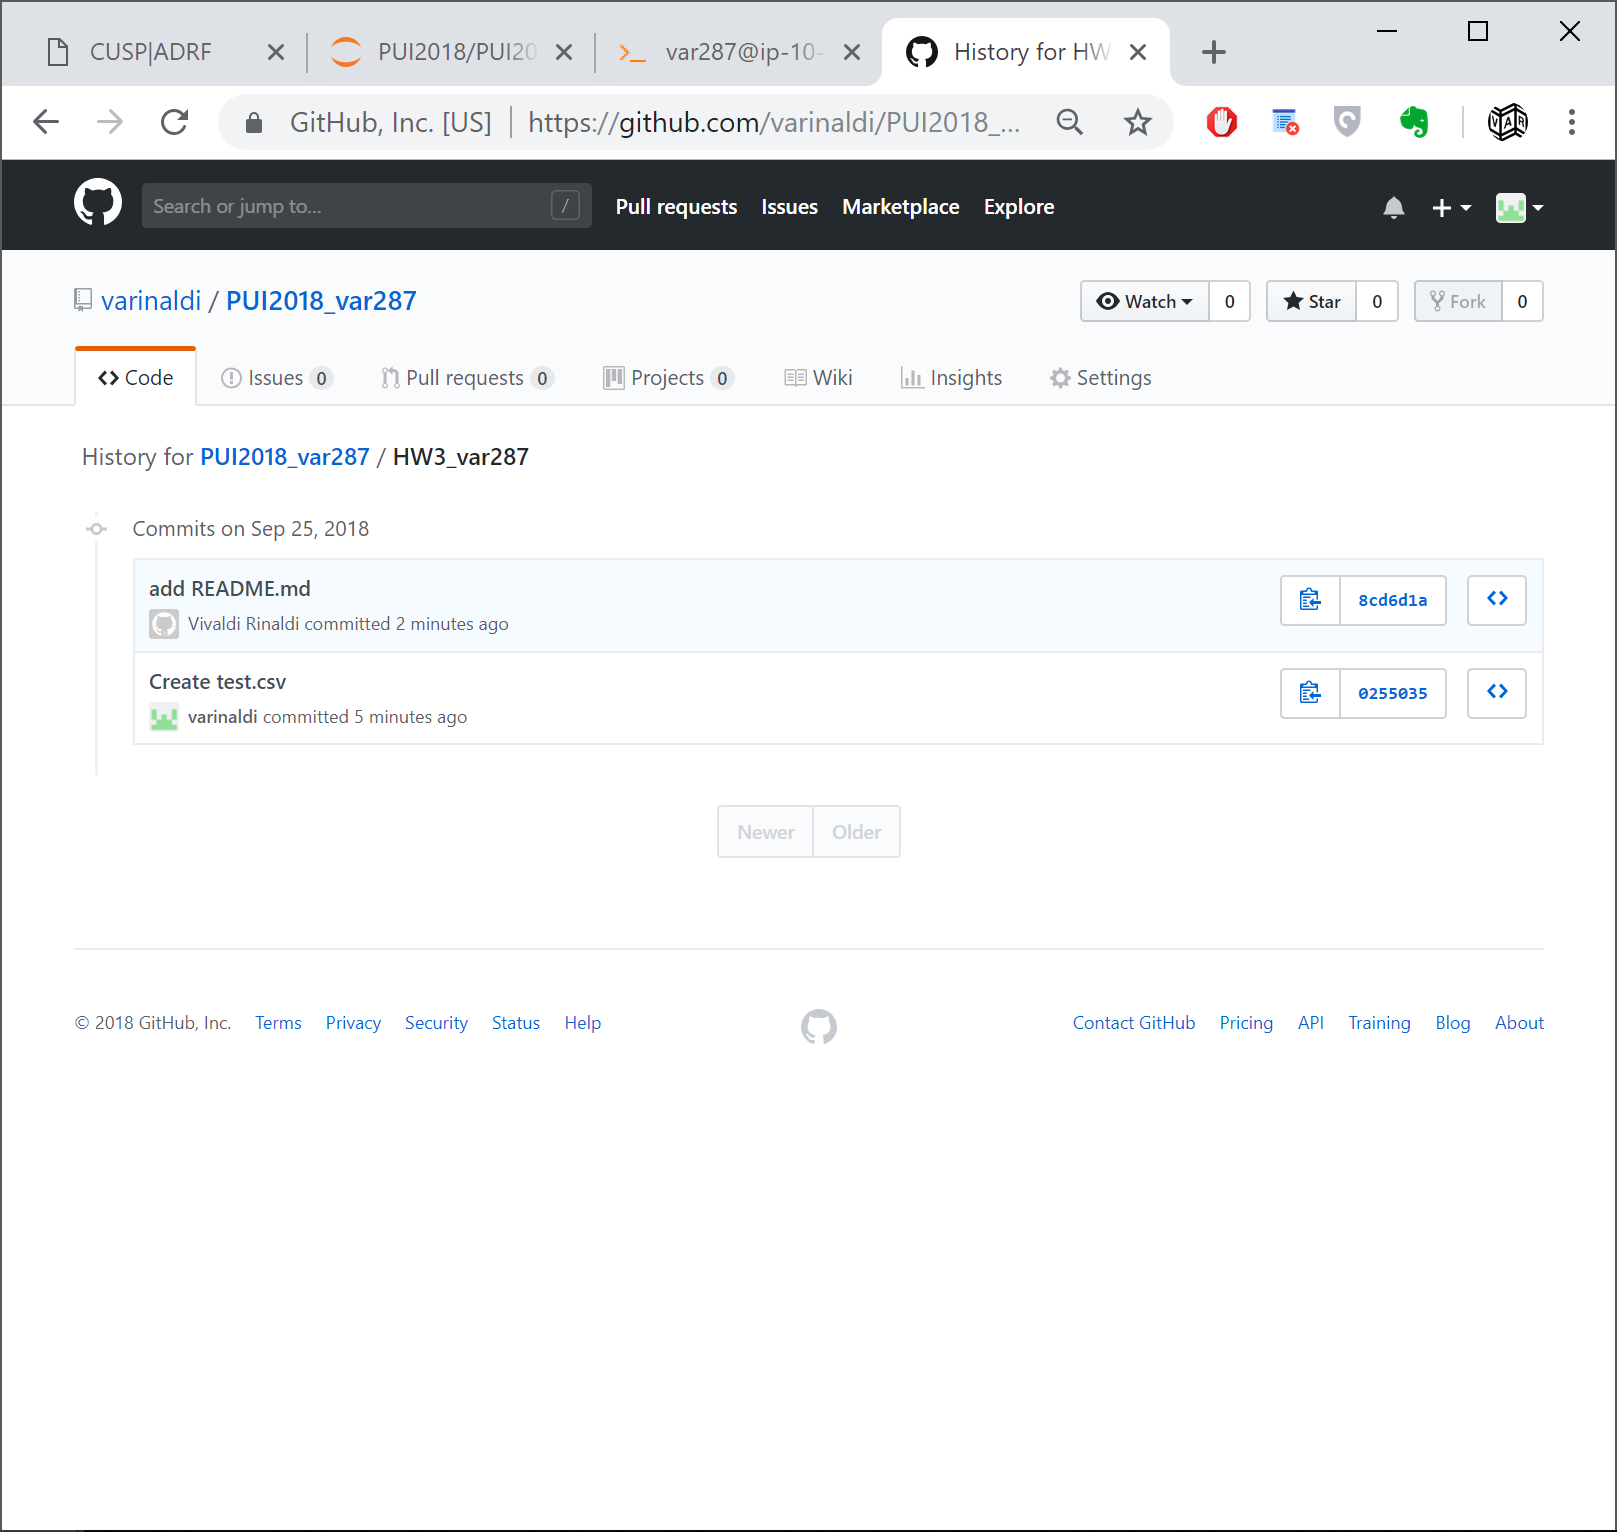 CUSP|ADRF PUI2018/PUI20 var287@ip-10- History for HW
GitHub, Inc. [US] https://github.com/varinaldi/PUI2018_... VAR
Search or jump to... / Pull requests Issues Marketplace Explore
varinaldi / PUI2018_var287 Watch 0 Star 0 Fork 0
Code Issues 0 Pull requests 0 Projects 0 Wiki Insights Settings
History for PUI2018_var287 / HW3_var287
Commits on Sep 25, 2018
add README.md
Vivaldi Rinaldi committed 2 minutes ago
8cd6d1a
Create test.csv
varinaldi committed 5 minutes ago
0255035
Newer Older
© 2018 GitHub, Inc. Terms Privacy Security Status Help Contact GitHub Pricing API Training Blog About